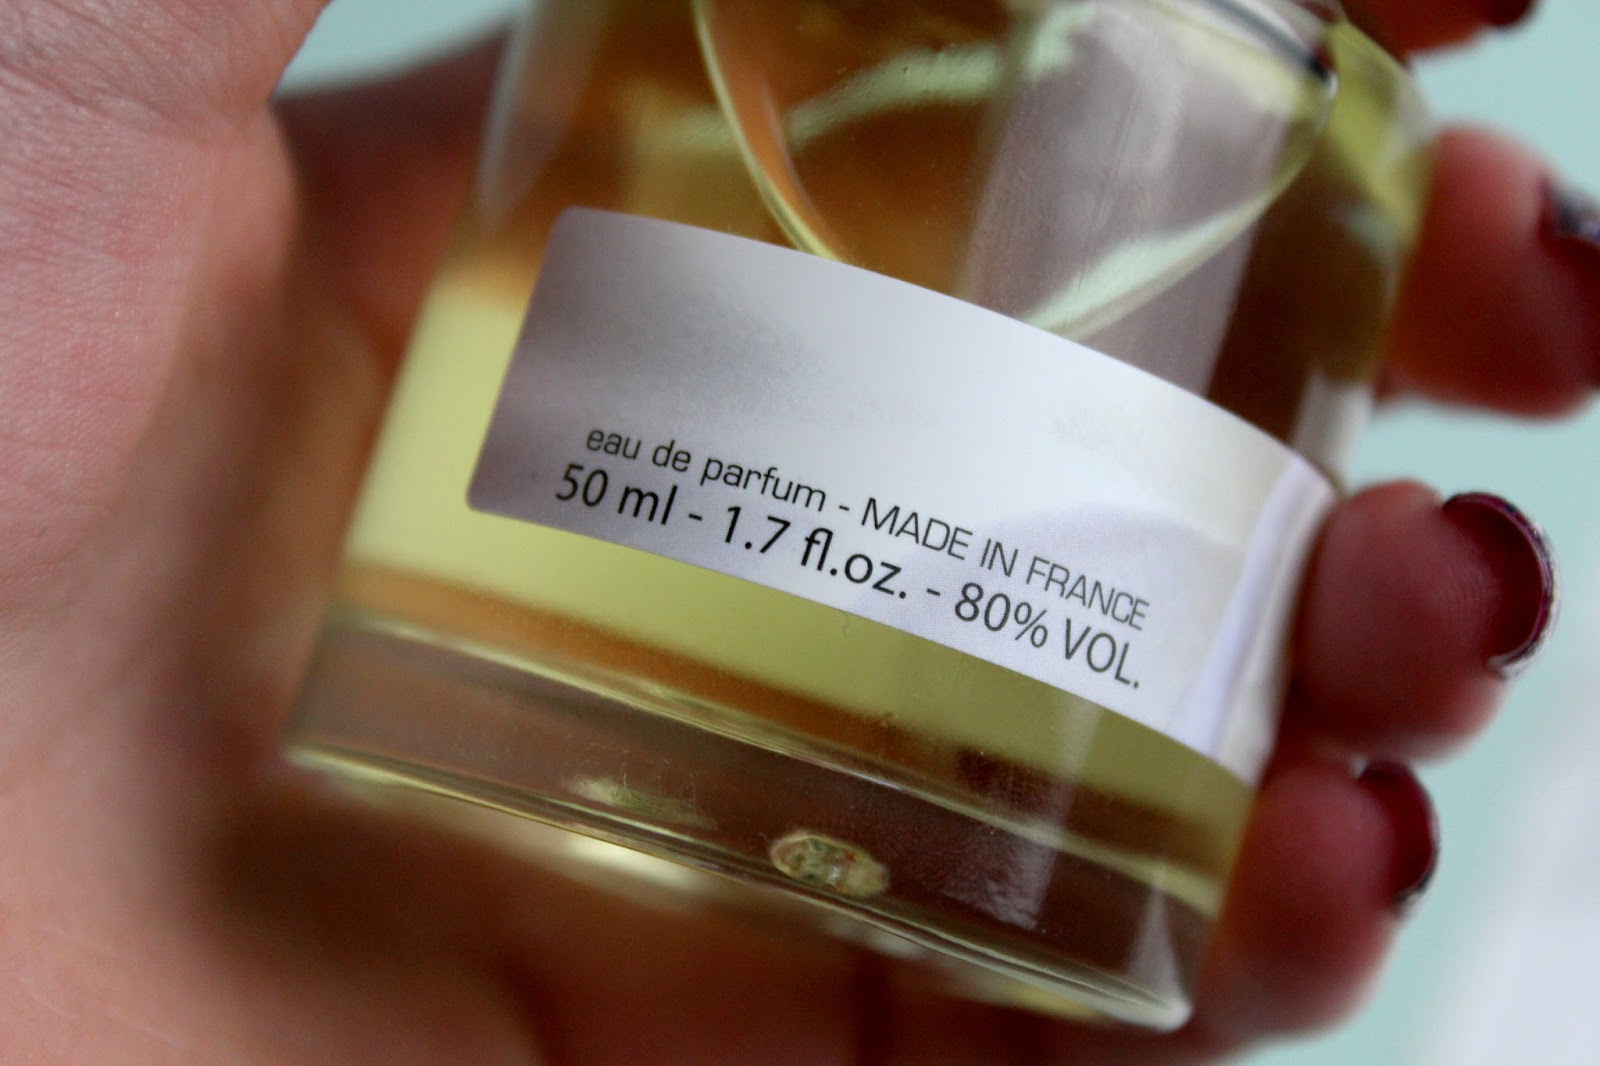 eau de parfum - MADE IN FRANCE
50 ml - 1.7 fl.oz. - 80% VOL.